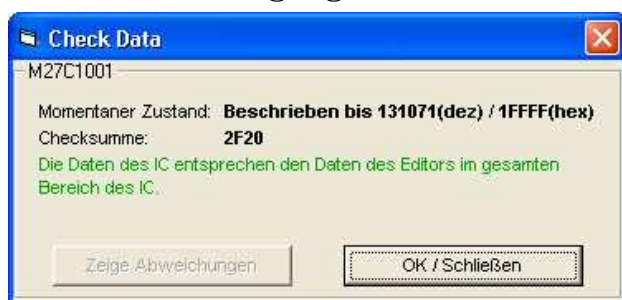 Check Data
M27C1001
Momentaner Zustand: Beschrieben bis 131071(dez) / 1FFFF(hex)
Checksumme: 2F20
Die Daten des IC entsprechen den Daten des Editors im gesamten
Bereich des IC.
Zeige Abweichungen OK / Schließen